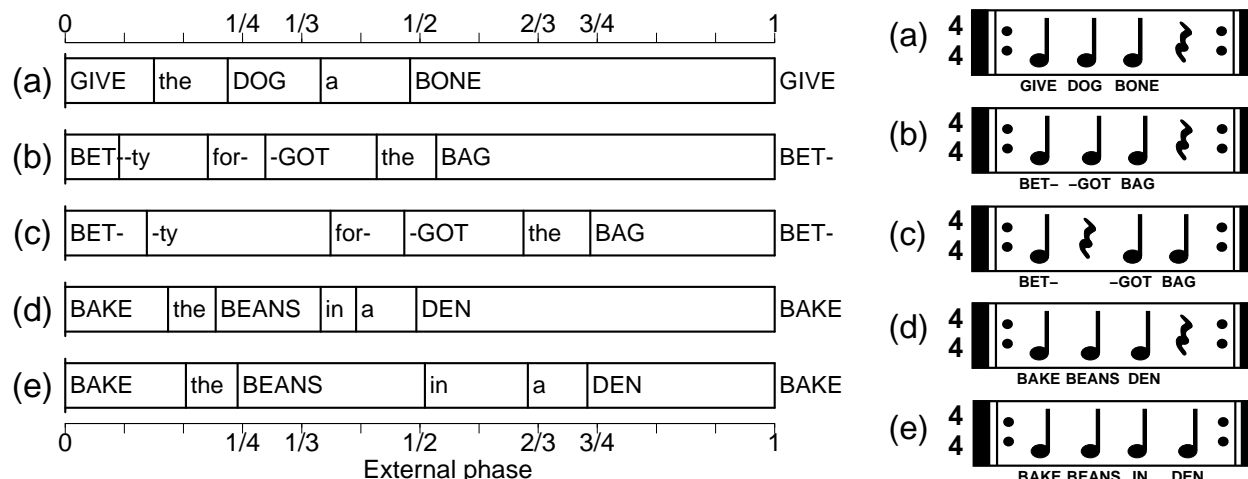 0 1/4 1/3 1/2 2/3 3/4 1
(a) GIVE the DOG a BONE GIVE
(b) BET- -ty for- -GOT the BAG BET-
(c) BET- -ty for- -GOT the BAG BET-
(d) BAKE the BEANS in a DEN BAKE
(e) BAKE the BEANS in a DEN BAKE
0 1/4 1/3 1/2 2/3 3/4 1
External phase
(a) 4 4
GIVE DOG BONE
(b) 4 4
BET– –GOT BAG
(c) 4 4
BET– –GOT BAG
(d) 4 4
BAKE BEANS DEN
(e) 4 4
BAKE BEANS IN DEN